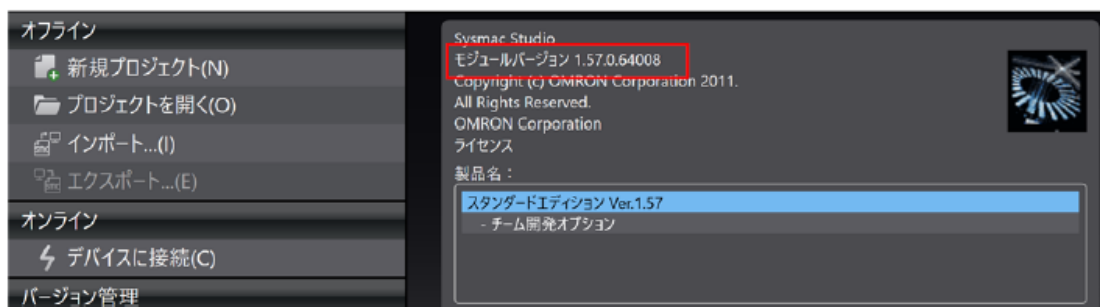 オフライン
新規プロジェクト(N)
プロジェクトを開く(O)
インポート...(I)
エクスポート...(E)
オンライン
デバイスに接続(C)
バージョン管理
Sysmac Studio
モジュールバージョン 1.57.0.64008
Copyright (c) OMRON Corporation 2011.
All Rights Reserved.
OMRON Corporation
ライセンス
製品名：
スタンダードエディション Ver.1.57
- チーム開発オプション